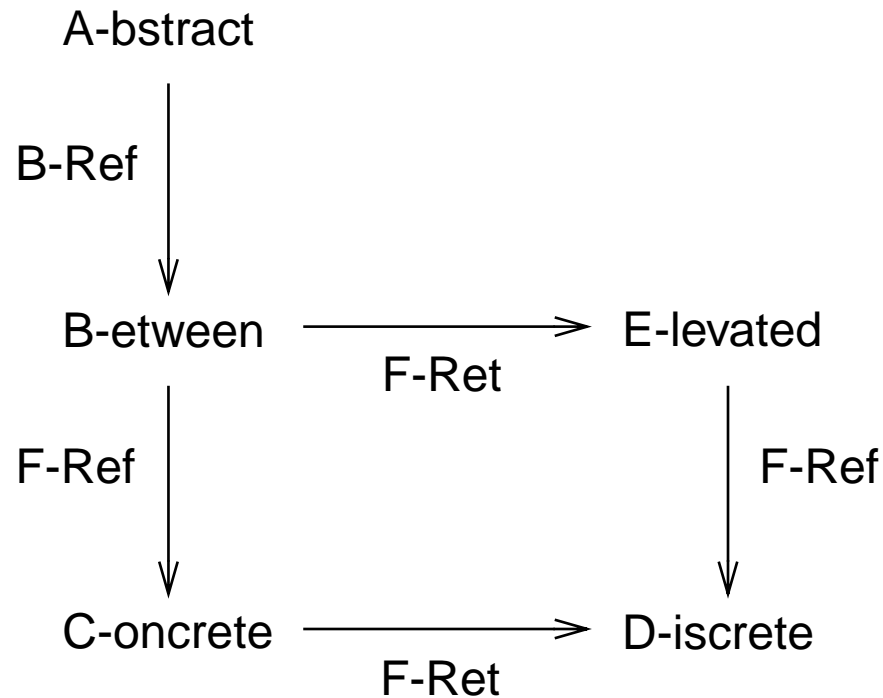 A-bstract
B-Ref
B-etween
E-levated
F-Ret
F-Ref
F-Ref
C-oncrete
D-iscrete
F-Ret